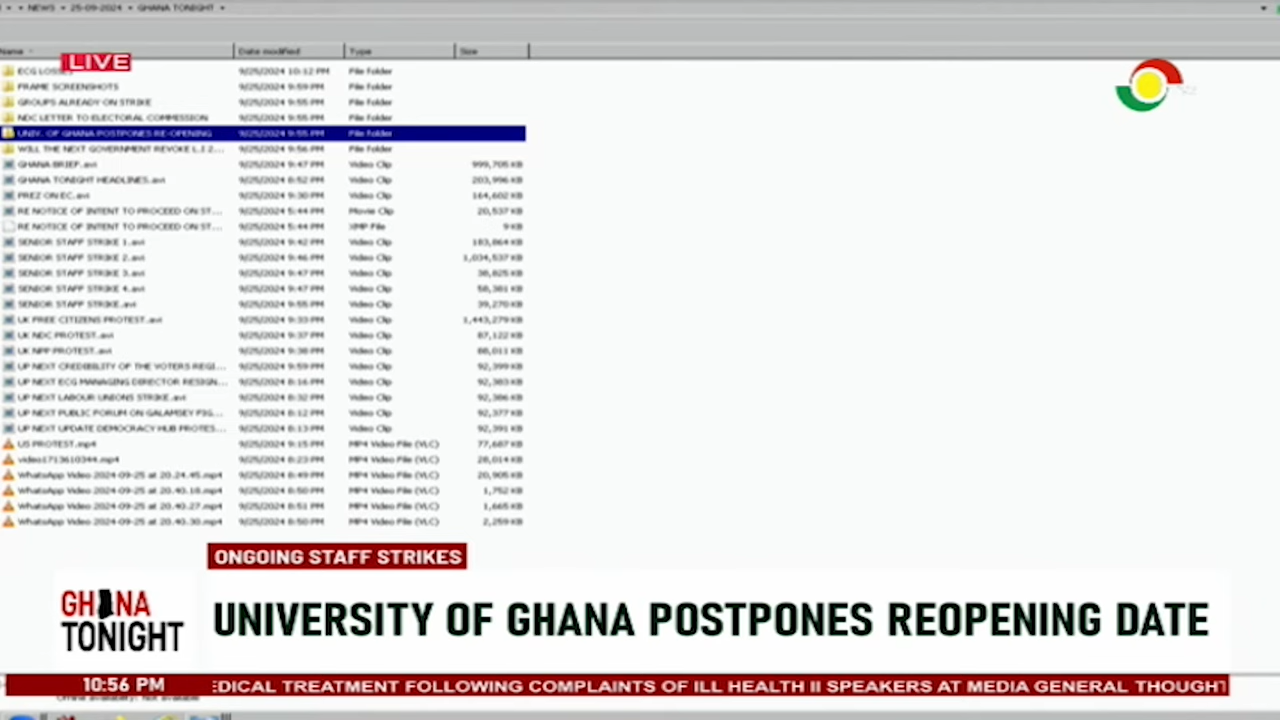 NEWS 25-09-2024 GHANA TONIGHT
Name Date modified Type Size
LIVE
ECG LOSSES 9/25/2024 10:12 PM File folder
FRAME SCREENSHOTS 9/25/2024 9:59 PM File folder
GROUPS ALREADY ON STRIKE 9/25/2024 9:55 PM File folder
NDC LETTER TO ELECTORAL COMMISSION 9/25/2024 9:55 PM File folder
UNIV. OF GHANA POSTPONES RE-OPENING 9/25/2024 9:55 PM File folder
WILL THE NEXT GOVERNMENT REVOKE L.I 2... 9/25/2024 9:56 PM File folder
GHANA BRIEF.avi 9/25/2024 9:47 PM Video Clip 999,705 KB
GHANA TONIGHT HEADLINES.avi 9/25/2024 8:52 PM Video Clip 203,996 KB
PREZ ON EC.avi 9/25/2024 9:30 PM Video Clip 164,602 KB
RE NOTICE OF INTENT TO PROCEED ON ST... 9/25/2024 5:44 PM Movie Clip 20,537 KB
RE NOTICE OF INTENT TO PROCEED ON ST... 9/25/2024 5:44 PM XMP File 9 KB
SENIOR STAFF STRIKE 1.avi 9/25/2024 9:42 PM Video Clip 183,864 KB
SENIOR STAFF STRIKE 2.avi 9/25/2024 9:46 PM Video Clip 1,034,537 KB
SENIOR STAFF STRIKE 3.avi 9/25/2024 9:47 PM Video Clip 38,825 KB
SENIOR STAFF STRIKE 4.avi 9/25/2024 9:47 PM Video Clip 58,381 KB
SENIOR STAFF STRIKE.avi 9/25/2024 9:55 PM Video Clip 39,270 KB
UK FREE CITIZENS PROTEST.avi 9/25/2024 9:33 PM Video Clip 1,443,279 KB
UK NDC PROTEST.avi 9/25/2024 9:37 PM Video Clip 87,122 KB
UK NPP PROTEST.avi 9/25/2024 9:38 PM Video Clip 88,011 KB
UP NEXT CREDIBILITY OF THE VOTERS REGI... 9/25/2024 9:59 PM Video Clip 92,399 KB
UP NEXT ECG MANAGING DIRECTOR RESIGN... 9/25/2024 8:16 PM Video Clip 92,383 KB
UP NEXT LABOUR UNIONS STRIKE.avi 9/25/2024 8:32 PM Video Clip 92,386 KB
UP NEXT PUBLIC FORUM ON GALAMSEY FIG... 9/25/2024 8:12 PM Video Clip 92,377 KB
UP NEXT UPDATE DEMOCRACY HUB PROTES... 9/25/2024 8:13 PM Video Clip 92,391 KB
US PROTEST.mp4 9/25/2024 9:15 PM MP4 Video File (VLC) 77,687 KB
video1713610344.mp4 9/25/2024 8:23 PM MP4 Video File (VLC) 28,014 KB
WhatsApp Video 2024-09-25 at 20.24.45.mp4 9/25/2024 8:49 PM MP4 Video File (VLC) 20,905 KB
WhatsApp Video 2024-09-25 at 20.40.18.mp4 9/25/2024 8:50 PM MP4 Video File (VLC) 1,752 KB
WhatsApp Video 2024-09-25 at 20.40.27.mp4 9/25/2024 8:51 PM MP4 Video File (VLC) 1,665 KB
WhatsApp Video 2024-09-25 at 20.40.30.mp4 9/25/2024 8:50 PM MP4 Video File (VLC) 2,259 KB
ONGOING STAFF STRIKES
GHANA TONIGHT
UNIVERSITY OF GHANA POSTPONES REOPENING DATE
10:56 PM EDICAL TREATMENT FOLLOWING COMPLAINTS OF ILL HEALTH II SPEAKERS AT MEDIA GENERAL THOUGHT
Offline availability: Not available